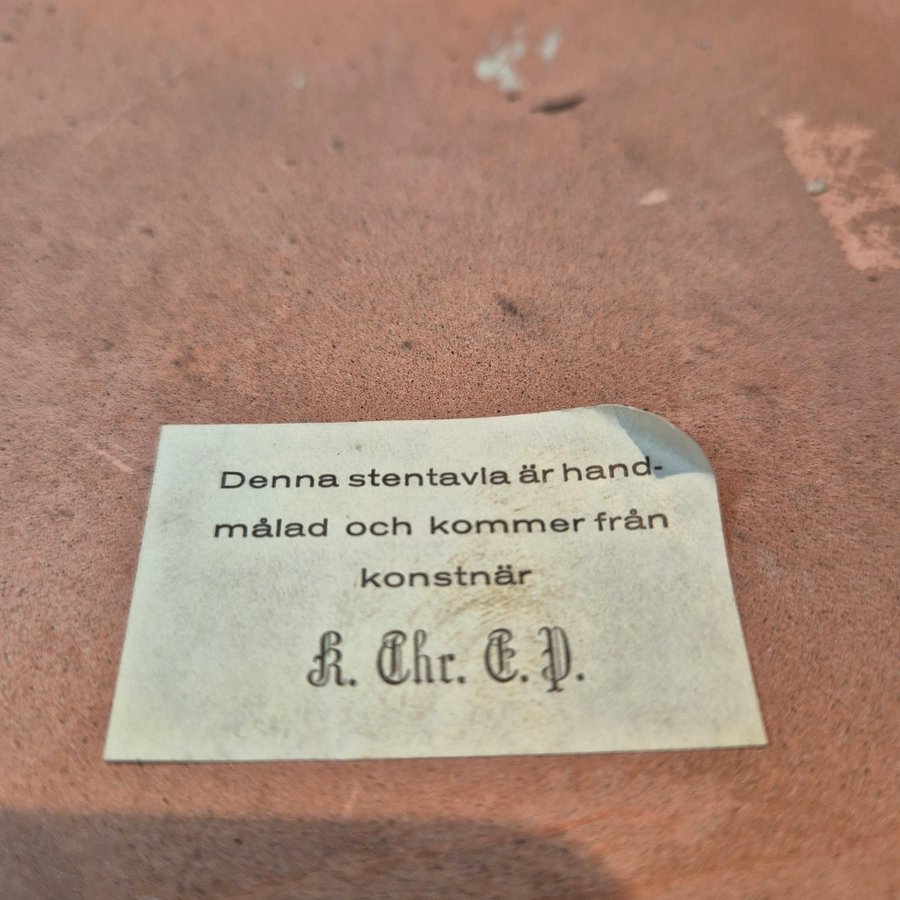 Denna stentavla är hand-
målad och kommer från
konstnär
K. Chr. E. P.